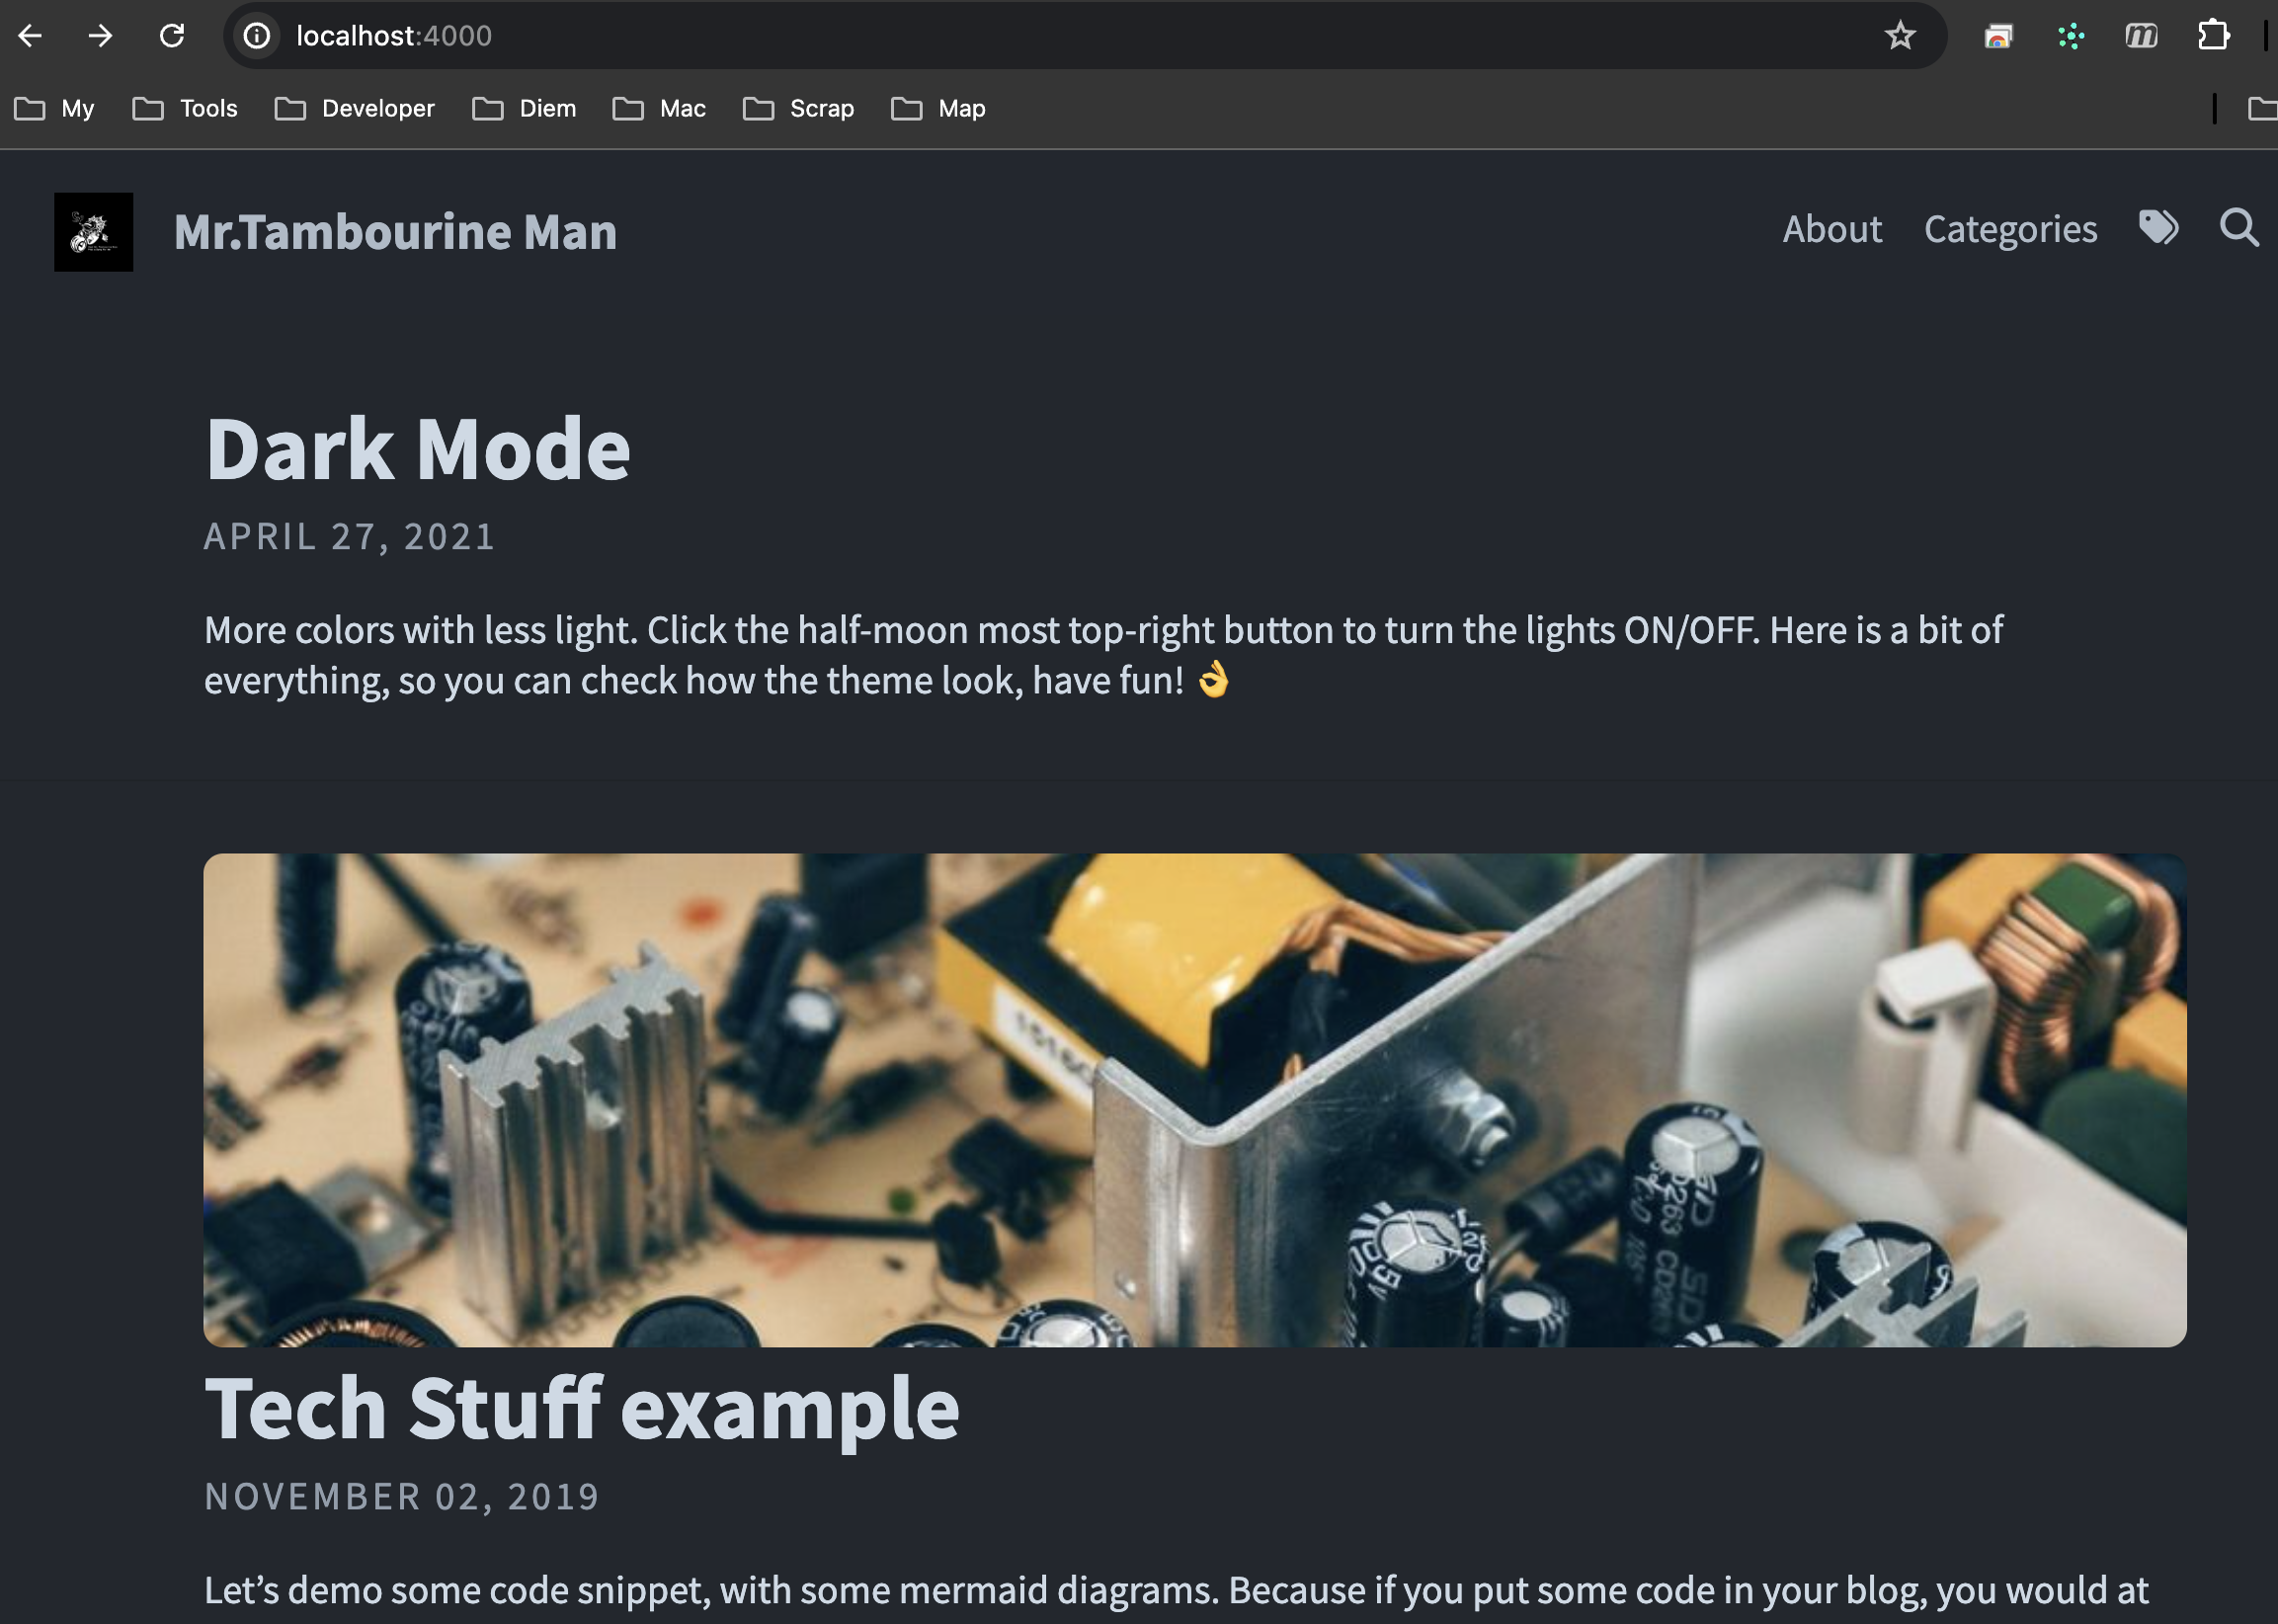 localhost:4000
My Tools Developer Diem Mac Scrap Map
Mr.Tambourine Man About Categories
Dark Mode
APRIL 27, 2021
More colors with less light. Click the half-moon most top-right button to turn the lights ON/OFF. Here is a bit of
everything, so you can check how the theme look, have fun! 👌
Tech Stuff example
NOVEMBER 02, 2019
Let’s demo some code snippet, with some mermaid diagrams. Because if you put some code in your blog, you would at